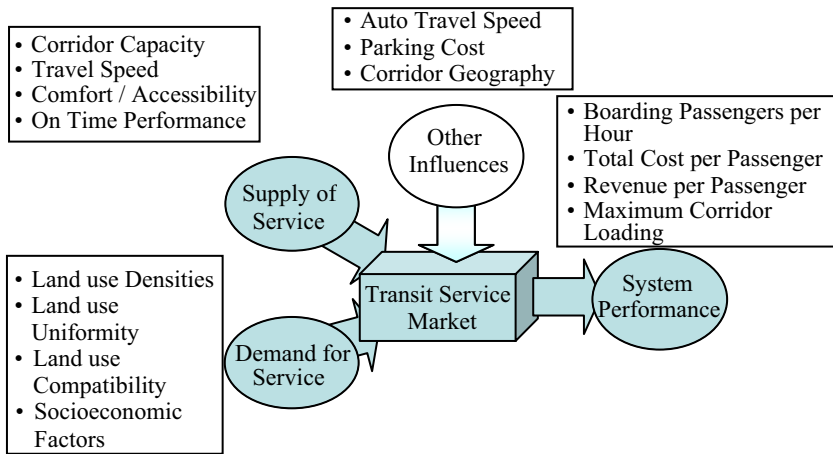 • Corridor Capacity
• Travel Speed
• Comfort / Accessibility
• On Time Performance
• Auto Travel Speed
• Parking Cost
• Corridor Geography
• Boarding Passengers per
Hour
• Total Cost per Passenger
• Revenue per Passenger
• Maximum Corridor
Loading
Other
Influences
Supply of
Service
Transit Service
Market
System
Performance
• Land use Densities
• Land use
Uniformity
• Land use
Compatibility
• Socioeconomic
Factors
Demand for
Service